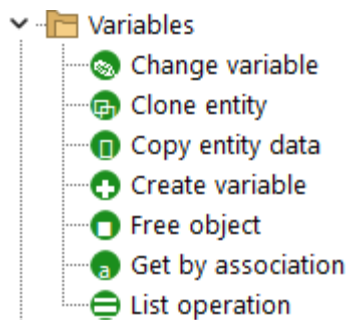 Variables
Change variable
Clone entity
Copy entity data
Create variable
Free object
a Get by association
List operation